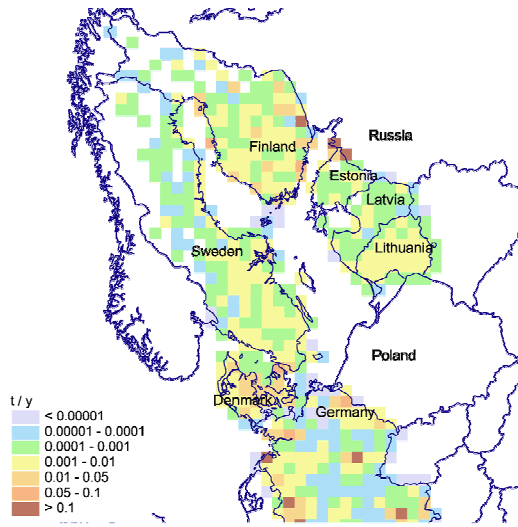 Russia
Finland
Estonia
Latvia
Lithuania
Sweden
Poland
Denmark
Germany
t / y
< 0.00001
0.00001 - 0.0001
0.0001 - 0.001
0.001 - 0.01
0.01 - 0.05
0.05 - 0.1
> 0.1